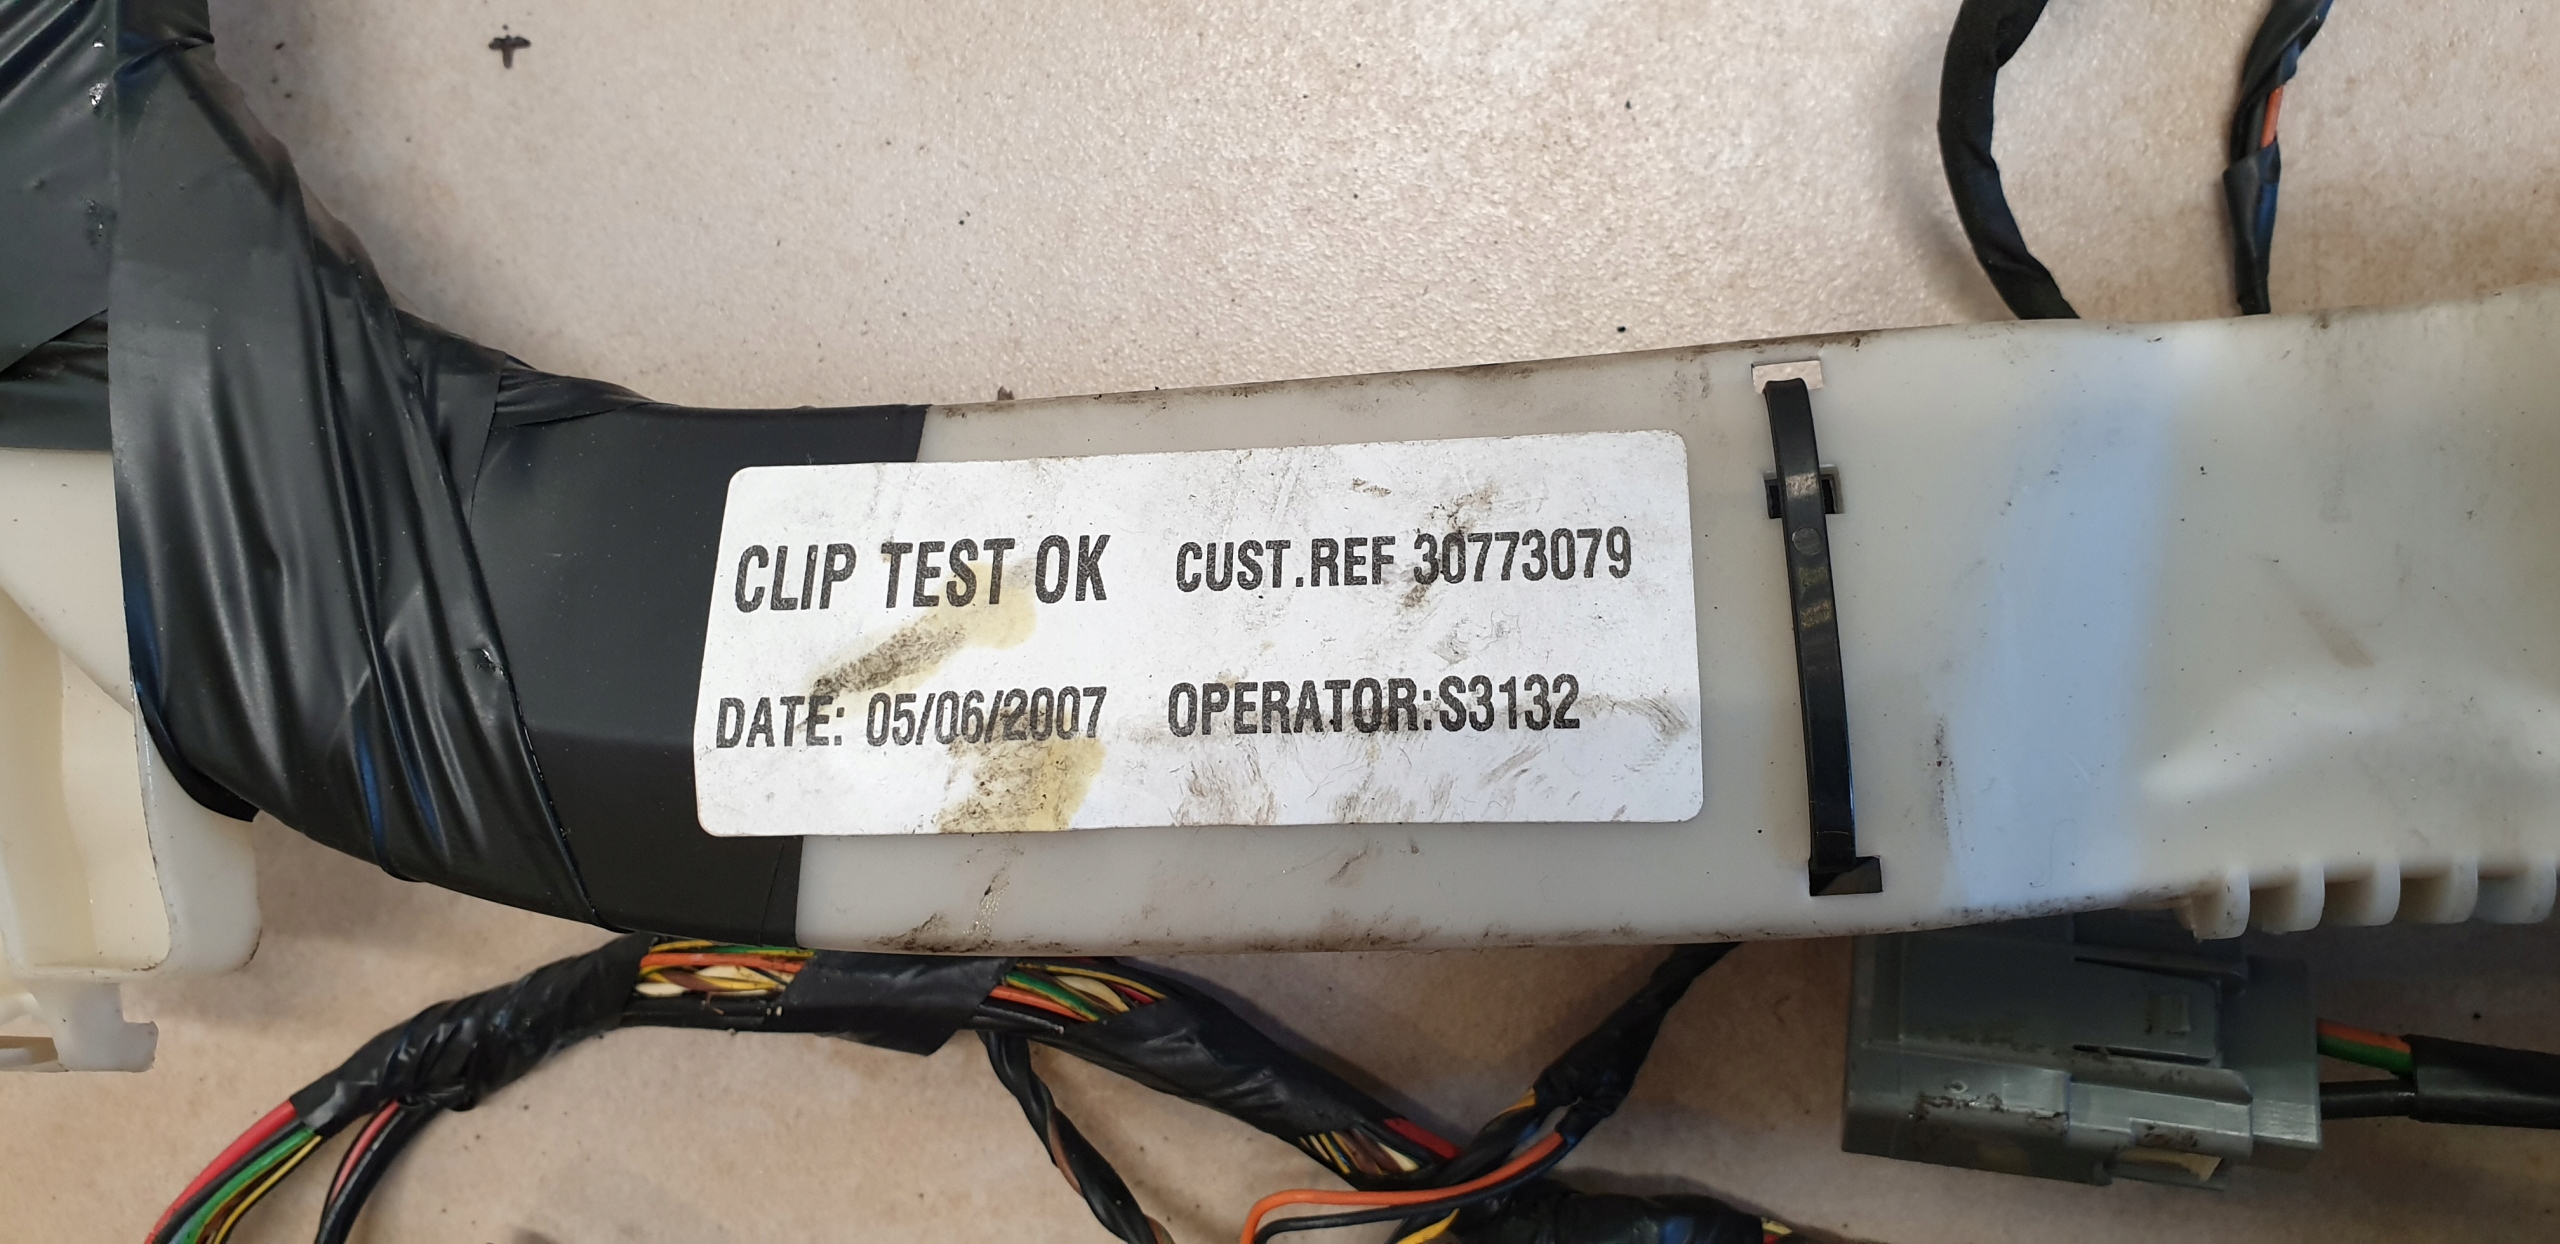 CLIP TEST OK CUST.REF 30773079
DATE: 05/06/2007 OPERATOR:S3132